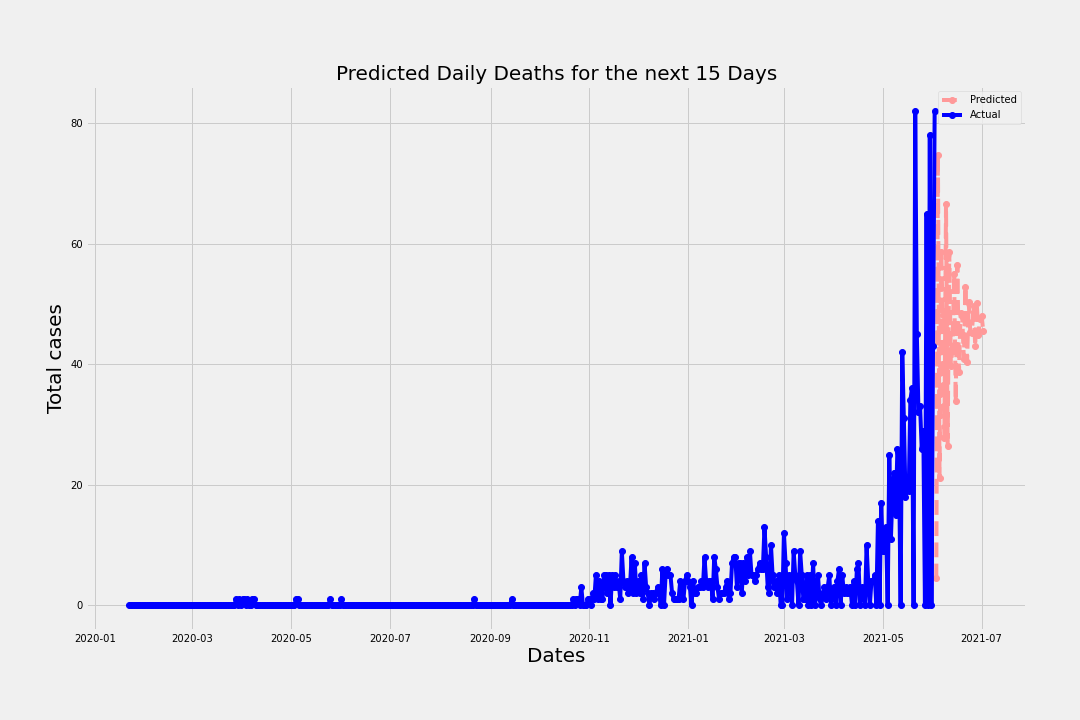 Predicted Daily Deaths for the next 15 Days
Predicted
Actual
80
60
40
20
0
Total cases
2020-01 2020-03 2020-05 2020-07 2020-09 2020-11 2021-01 2021-03 2021-05 2021-07
Dates